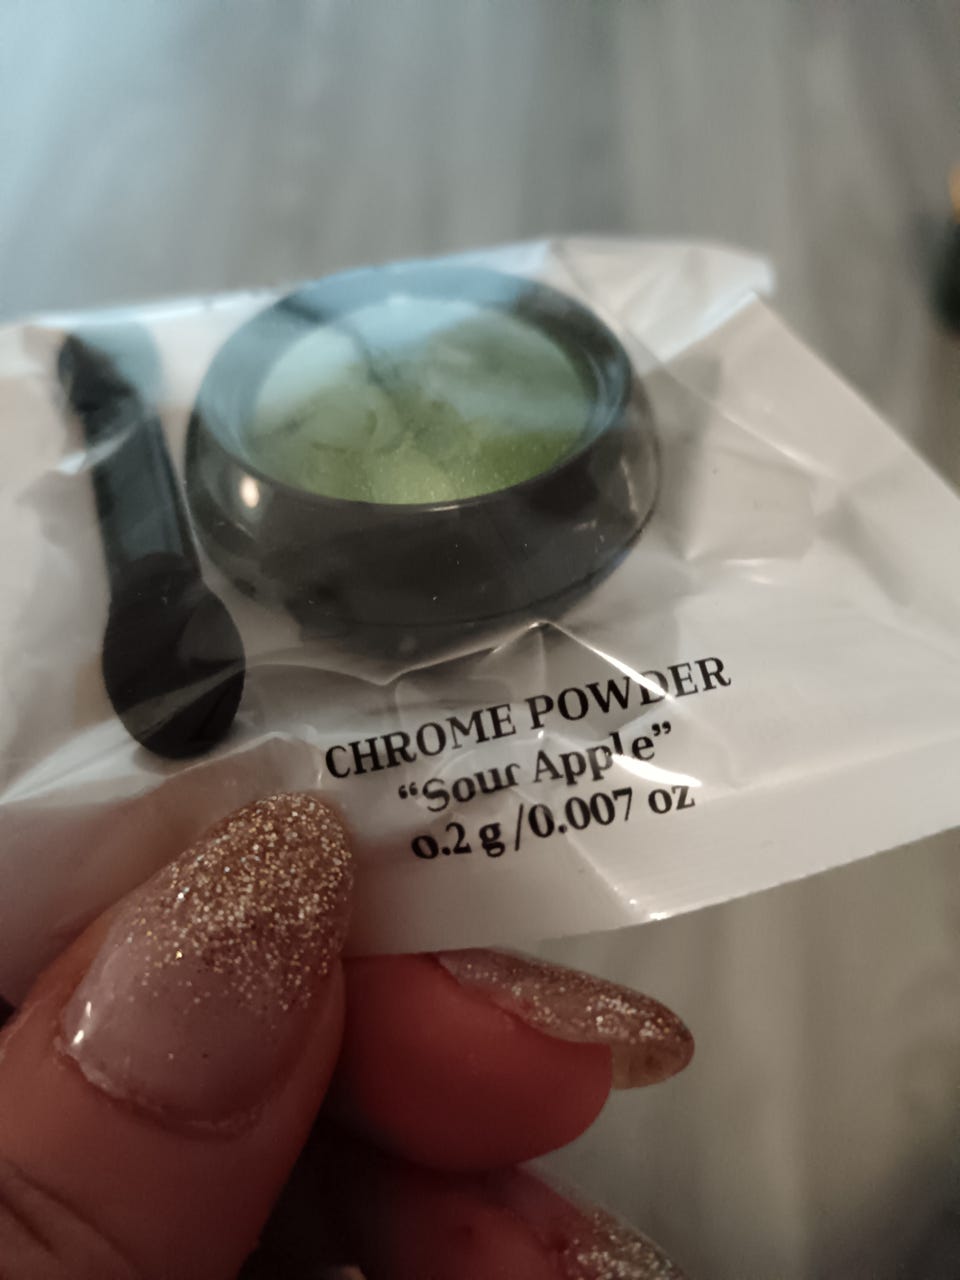 CHROME POWDER
“Sour Apple”
0.2 g /0.007 oz